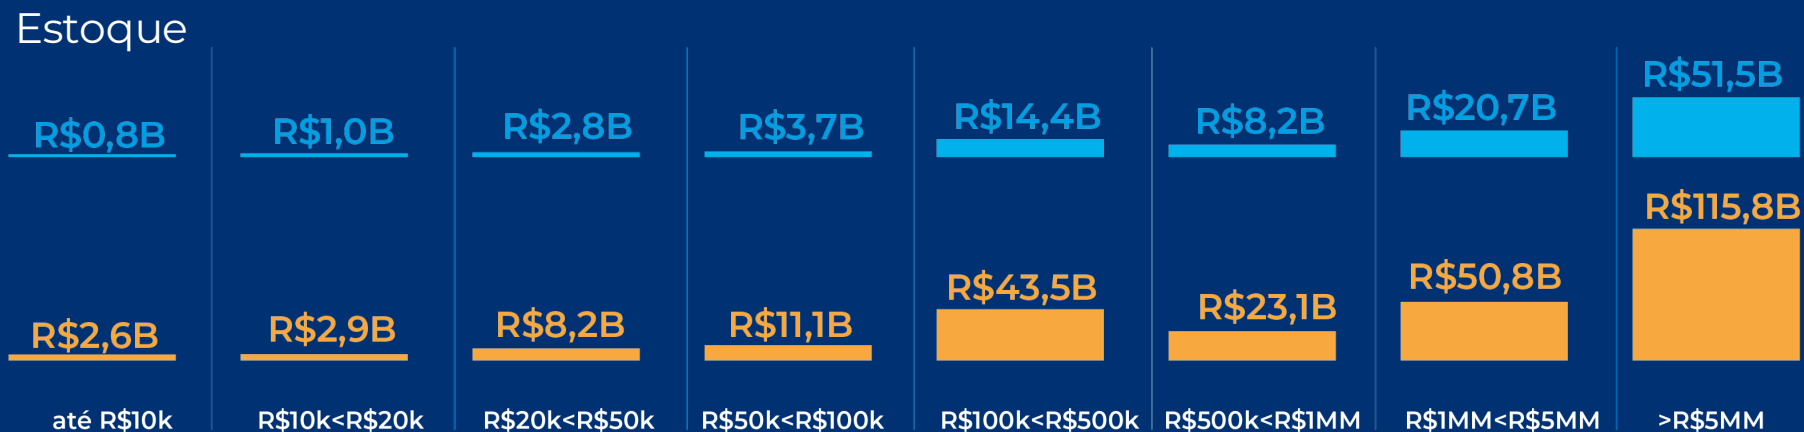 Estoque
R$0,8B R$1,0B R$2,8B R$3,7B R$14,4B R$8,2B R$20,7B R$51,5B
R$2,6B R$2,9B R$8,2B R$11,1B R$43,5B R$23,1B R$50,8B R$115,8B
até R$10k R$10k<R$20k R$20k<R$50k R$50k<R$100k R$100k<R$500k R$500k<R$1MM R$1MM<R$5MM >R$5MM